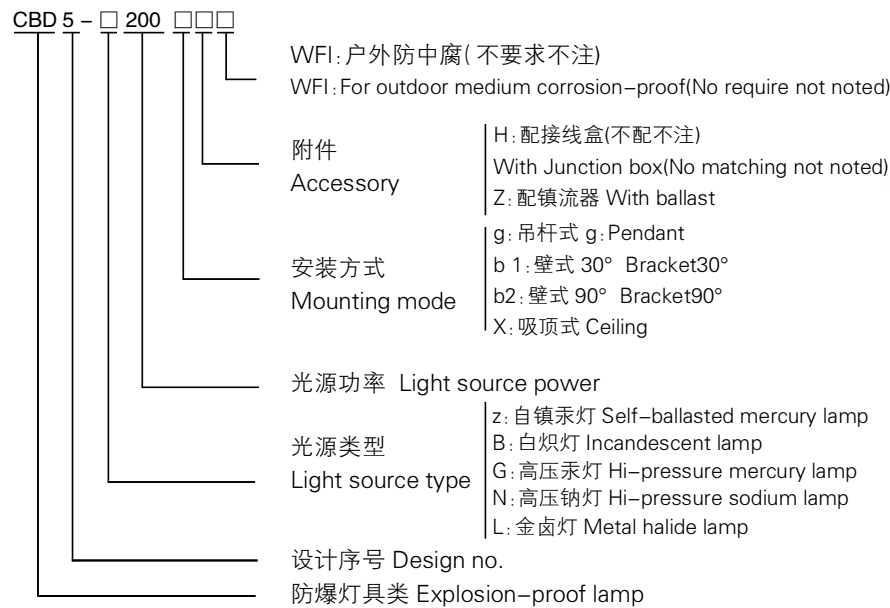 CBD 5 - □ 200 □□□
WFI:户外防中腐(不要求不注)
WFI:For outdoor medium corrosion-proof(No require not noted)
附件
Accessory
H:配接线盒(不配不注)
With Junction box(No matching not noted)
Z:配镇流器 With ballast
安装方式
Mounting mode
g:吊杆式 g:Pendant
b 1:壁式 30° Bracket30°
b2:壁式 90° Bracket90°
X:吸顶式 Ceiling
光源功率 Light source power
光源类型
Light source type
z:自镇汞灯 Self-ballasted mercury lamp
B:白炽灯 Incandescent lamp
G:高压汞灯 Hi-pressure mercury lamp
N:高压钠灯 Hi-pressure sodium lamp
L:金卤灯 Metal halide lamp
设计序号 Design no.
防爆灯具类 Explosion-proof lamp